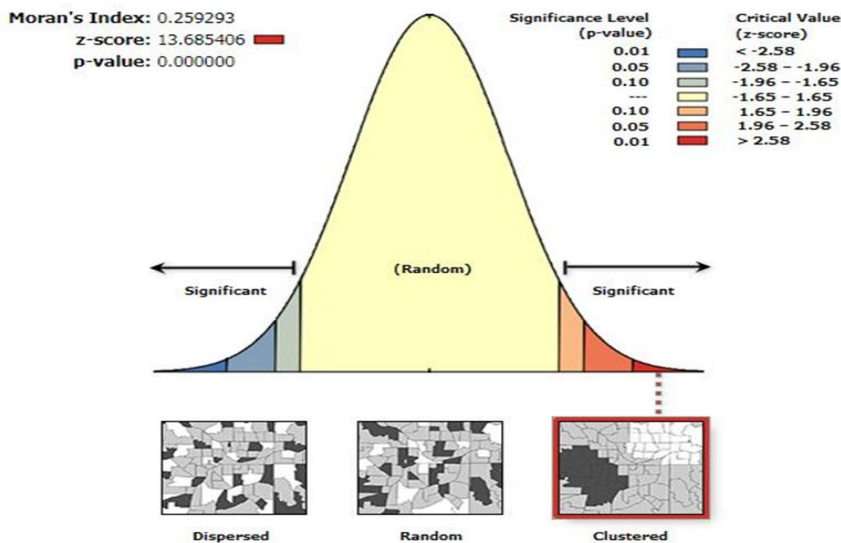 Moran's Index: 0.259293
z-score: 13.685406
p-value: 0.000000
Significance Level
(p-value)
Critical Value
(z-score)
0.01 < -2.58
0.05 -2.58 – -1.96
0.10 -1.96 – -1.65
--- -1.65 – 1.65
0.10 1.65 – 1.96
0.05 1.96 – 2.58
0.01 > 2.58
(Random)
Significant
Significant
Dispersed
Random
Clustered